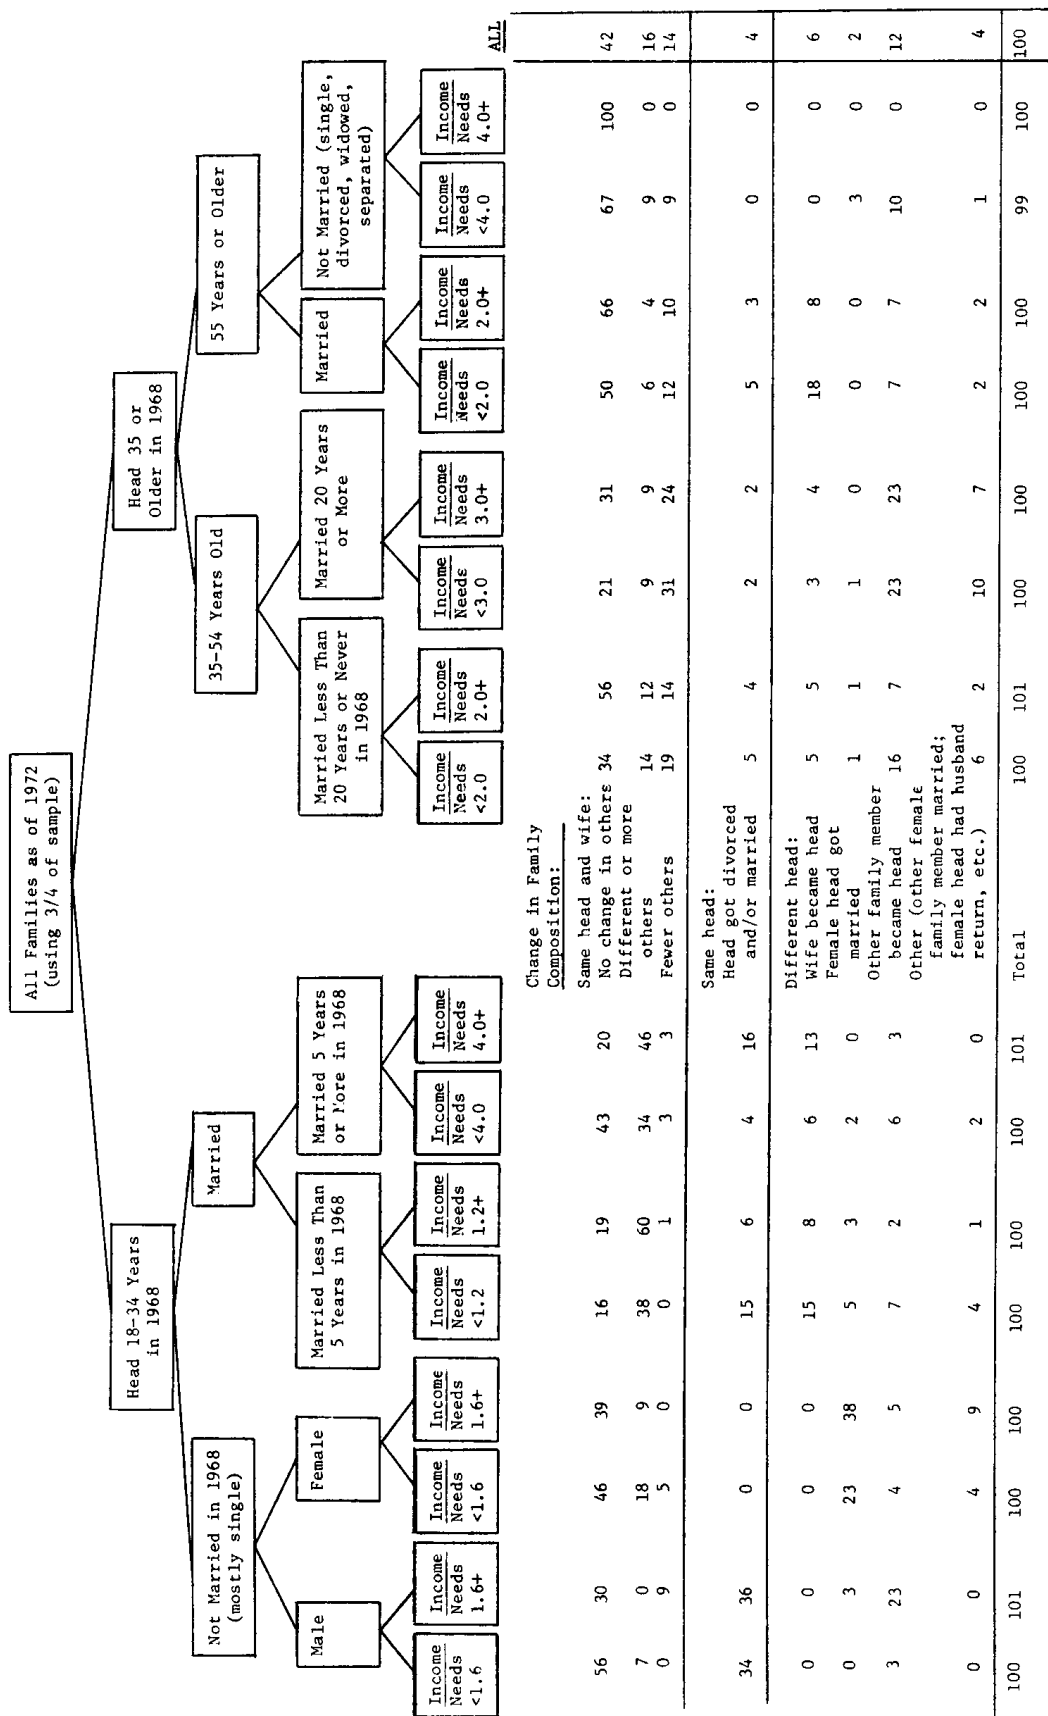 All Families as of 1972
(using 3/4 of sample)
Head 18-34 Years
in 1968
Head 35 or
Older in 1968
Not Married in 1968
(mostly single)
Married
35-54 Years Old
55 Years or Older
Male
Female
Married Less Than
5 Years in 1968
Married 5 Years
or More in 1968
Married Less Than
20 Years or Never
in 1968
Married 20 Years
or More
Married
Not Married (single,
divorced, widowed,
separated)
Income
Needs
<1.6
Income
Needs
1.6+
Income
Needs
<1.6
Income
Needs
1.6+
Income
Needs
<1.2
Income
Needs
1.2+
Income
Needs
<4.0
Income
Needs
4.0+
Income
Needs
<2.0
Income
Needs
2.0+
Income
Needs
<3.0
Income
Needs
3.0+
Income
Needs
<2.0
Income
Needs
2.0+
Income
Needs
<4.0
Income
Needs
4.0+
ALL
Change in Family
Composition:
Same head and wife:
56 30 46 39 16 19 43 20 No change in others 34 56 21 31 50 66 67 100 42
Different or more
7 0 18 9 38 60 34 46 others 14 12 9 9 6 4 9 0 16
0 9 5 0 0 1 3 3 Fewer others 19 14 31 24 12 10 9 0 14
Same head:
Head got divorced
34 36 0 0 15 6 4 16 and/or married 5 4 2 2 5 3 0 0 4
Different head:
0 0 0 0 15 8 6 13 Wife became head 5 5 3 4 18 8 0 0 6
Female head got
0 3 23 38 5 3 2 0 married 1 1 1 0 0 0 3 0 2
Other family member
3 23 4 5 7 2 6 3 became head 16 7 23 23 7 7 10 0 12
Other (other female
family member married;
female head had husband
0 0 4 9 4 1 2 0 return, etc.) 6 2 10 7 2 2 1 0 4
100 101 100 100 100 100 100 101 Total 100 101 100 100 100 100 99 100 100